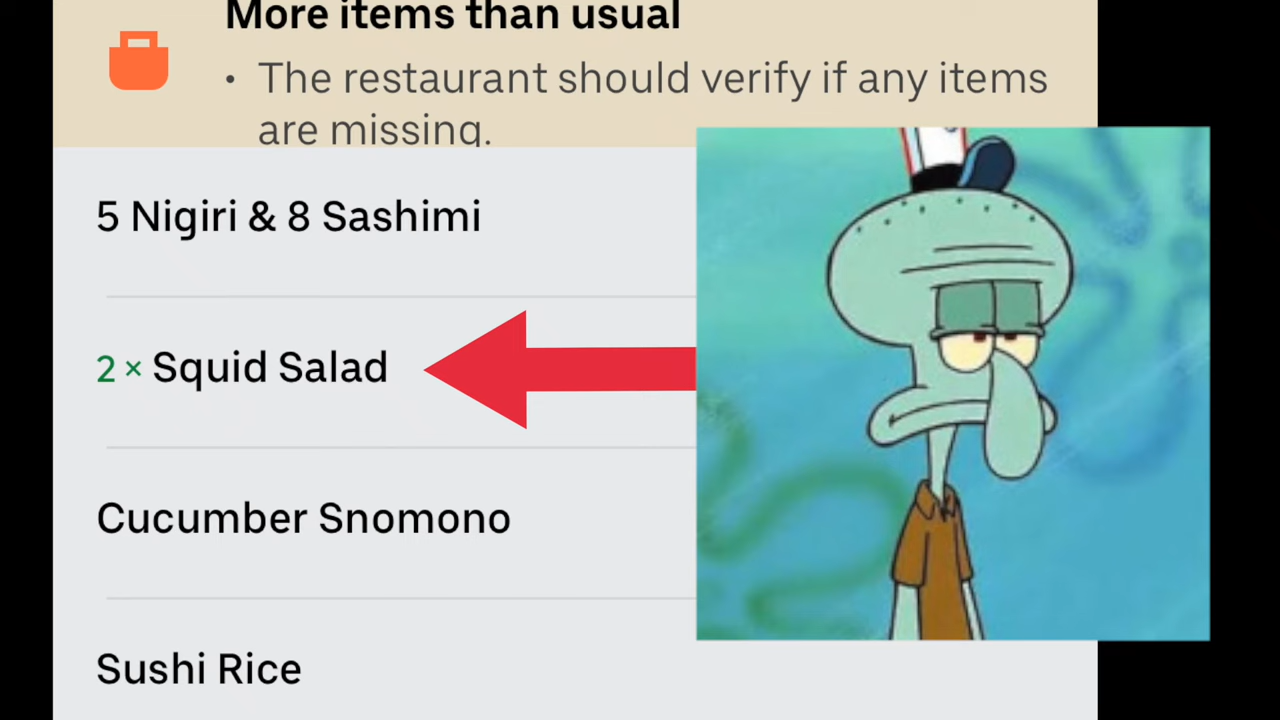 More items than usual
• The restaurant should verify if any items
are missing.
5 Nigiri & 8 Sashimi
2 × Squid Salad
Cucumber Snomono
Sushi Rice